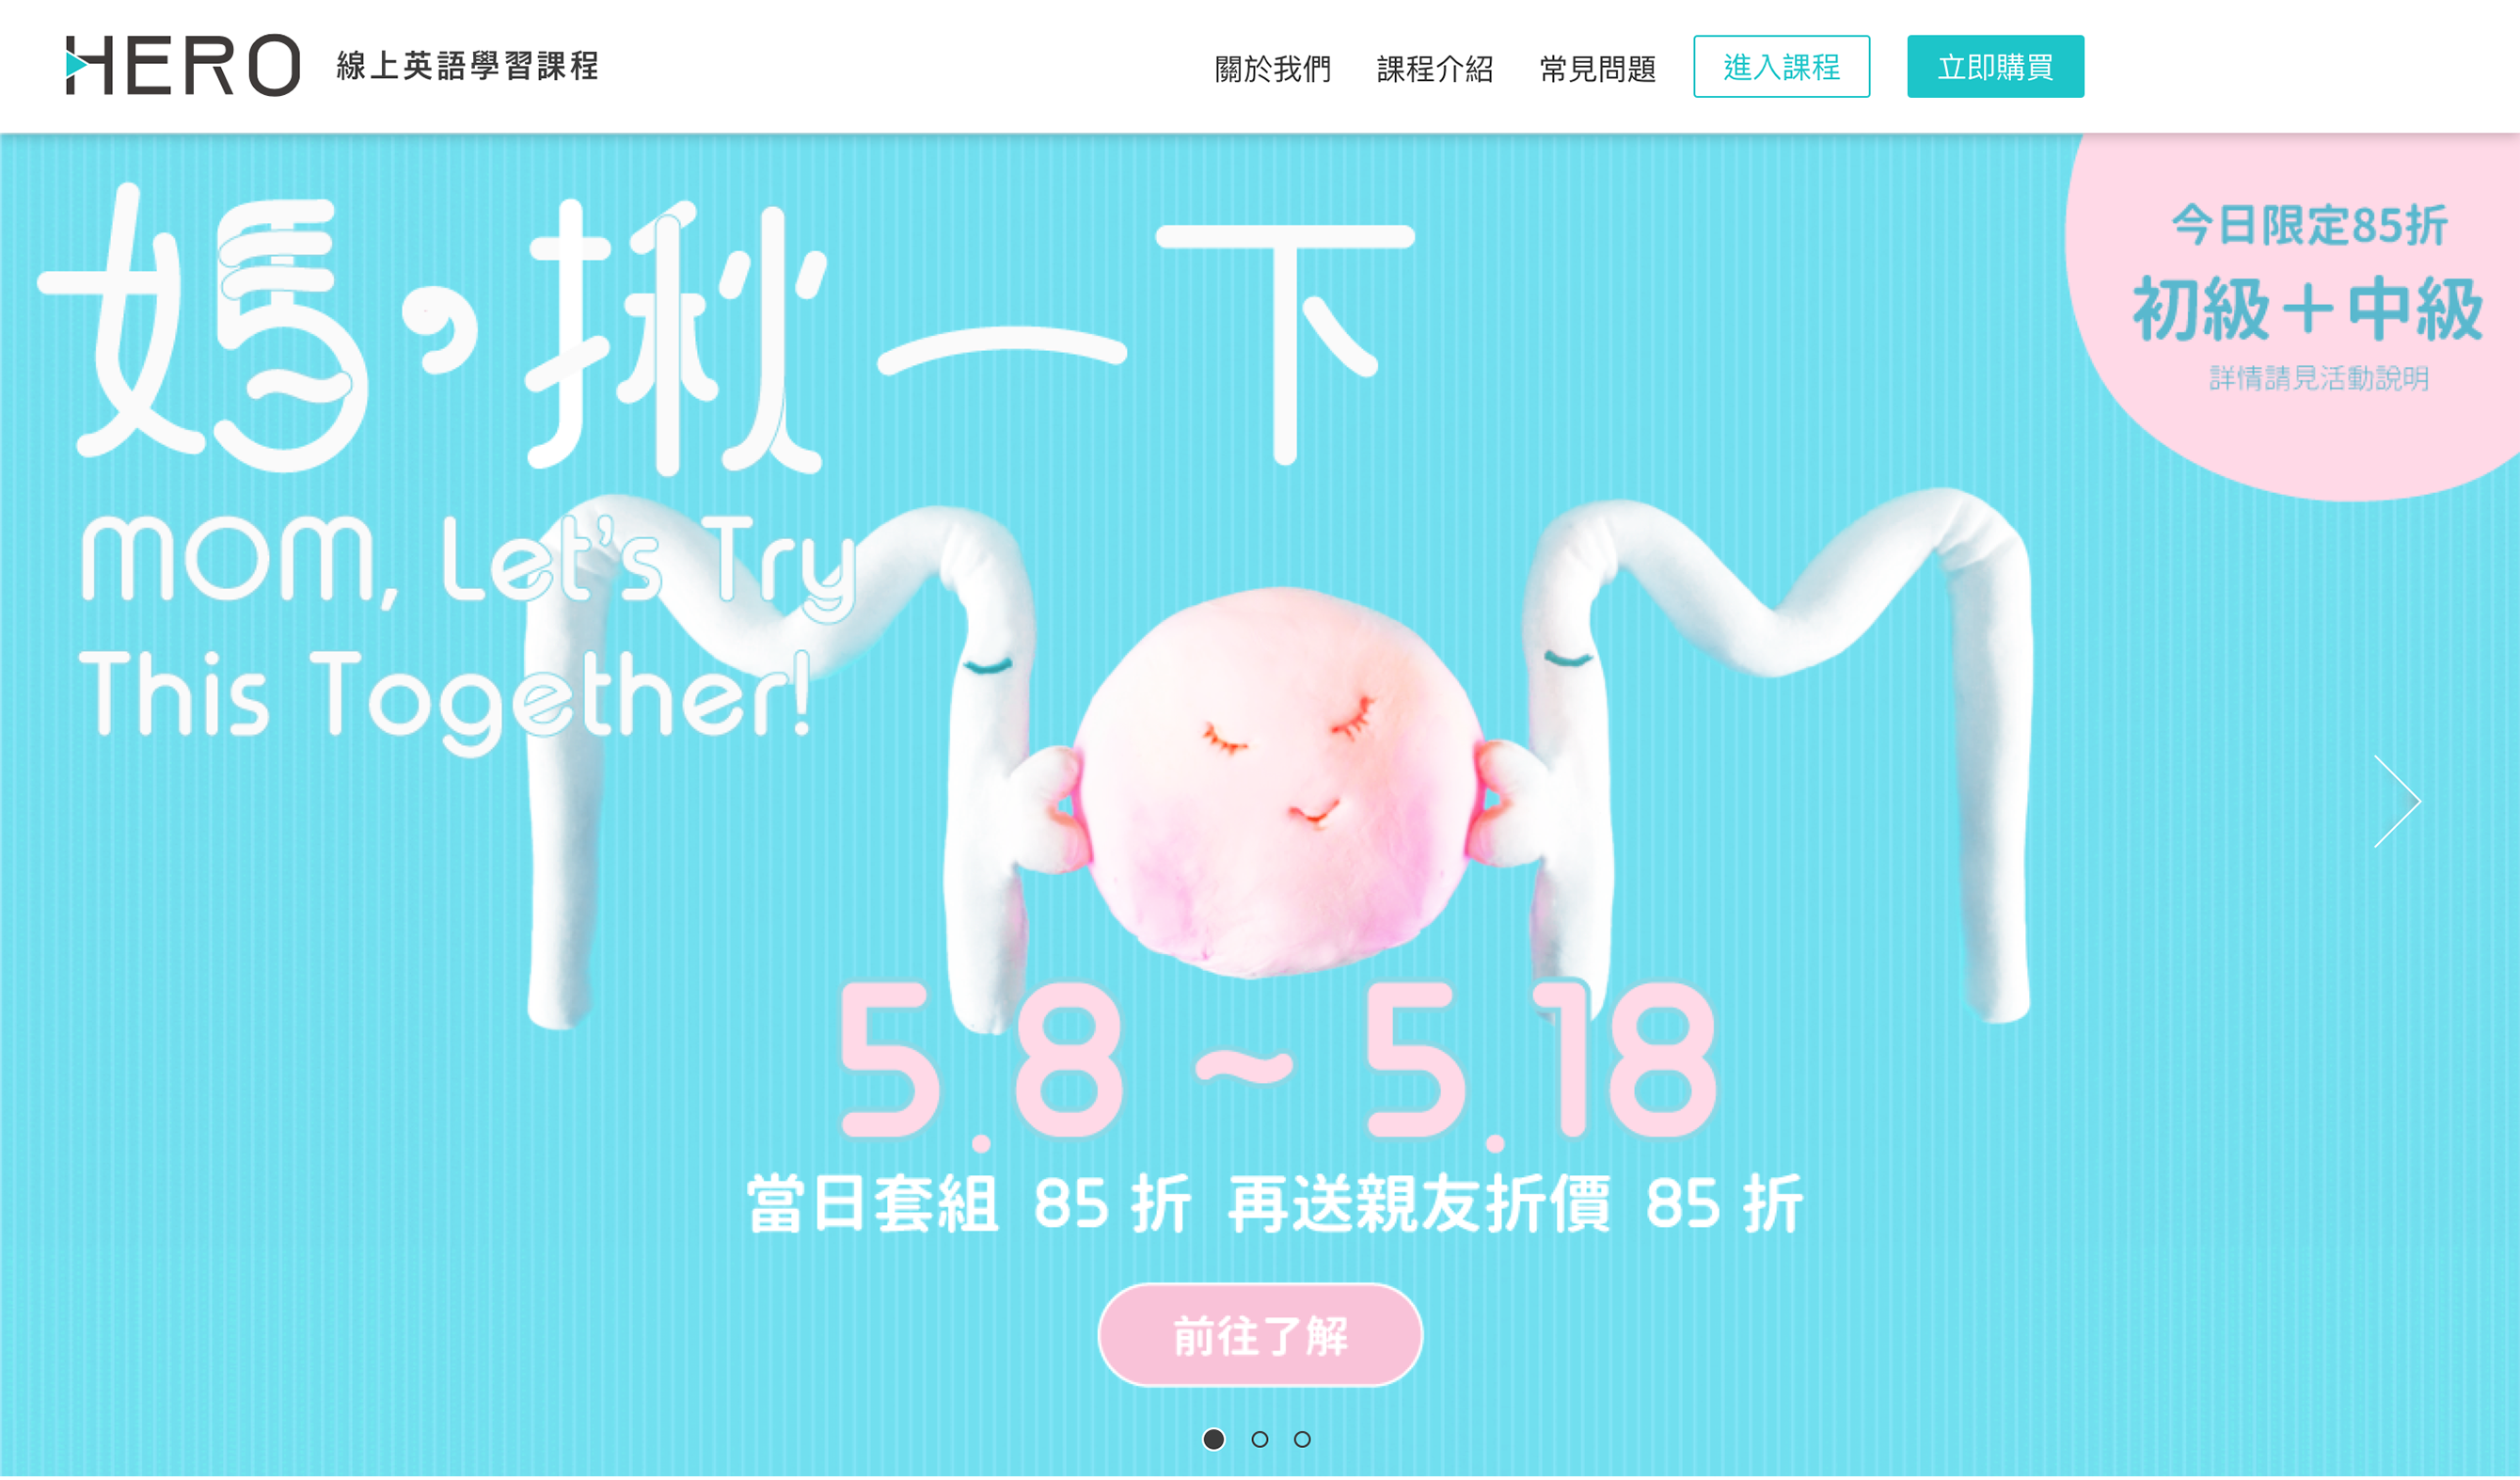 HERO 線上英語學習課程
關於我們 課程介紹 常見問題 進入課程 立即購買
媽，揪一下
今日限定85折
初級＋中級
詳情請見活動說明
MOM, Let's Try
This Together!
5.8 ~ 5.18
當日套組 85 折 再送親友折價 85 折
前往了解